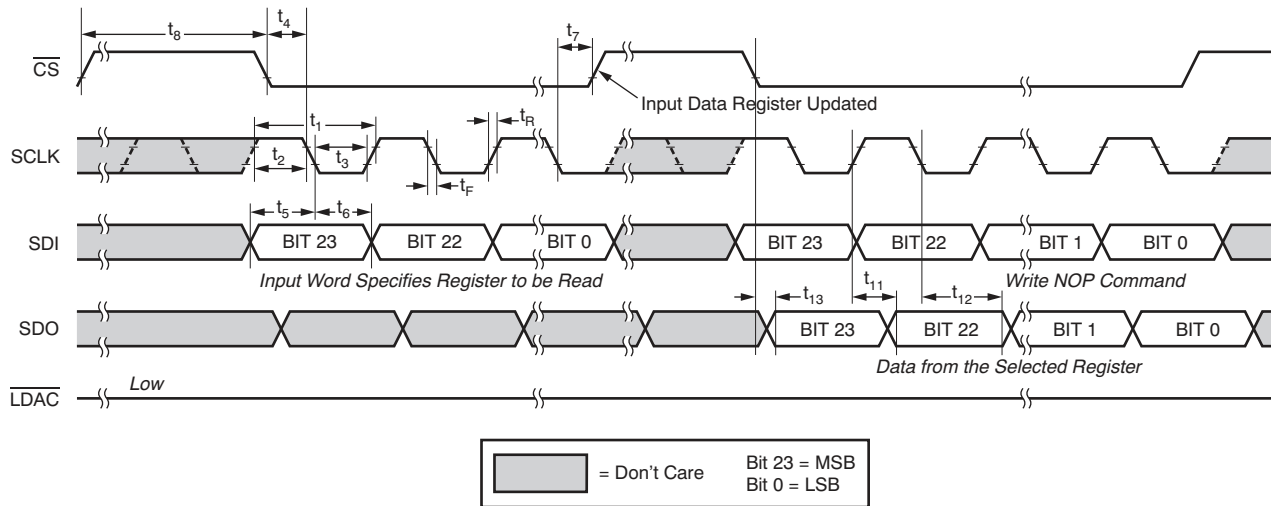 t8
t4
t7
CS
Input Data Register Updated
t1
tR
SCLK
t2
t3
tF
t5
t6
SDI
BIT 23
BIT 22
BIT 0
BIT 23
BIT 22
BIT 1
BIT 0
Input Word Specifies Register to be Read
Write NOP Command
t13
t11
t12
SDO
BIT 23
BIT 22
BIT 1
BIT 0
Data from the Selected Register
Low
LDAC
= Don't Care
Bit 23 = MSB
Bit 0 = LSB